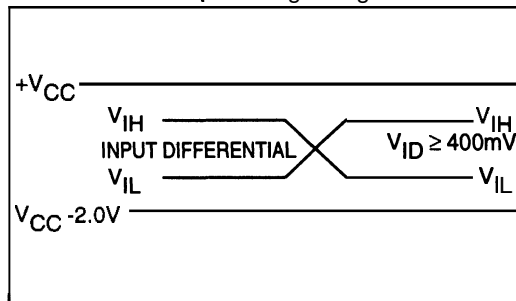 +VCC
VIH VIH
INPUT DIFFERENTIAL VID ≥ 400mV
VIL VIL
VCC -2.0V